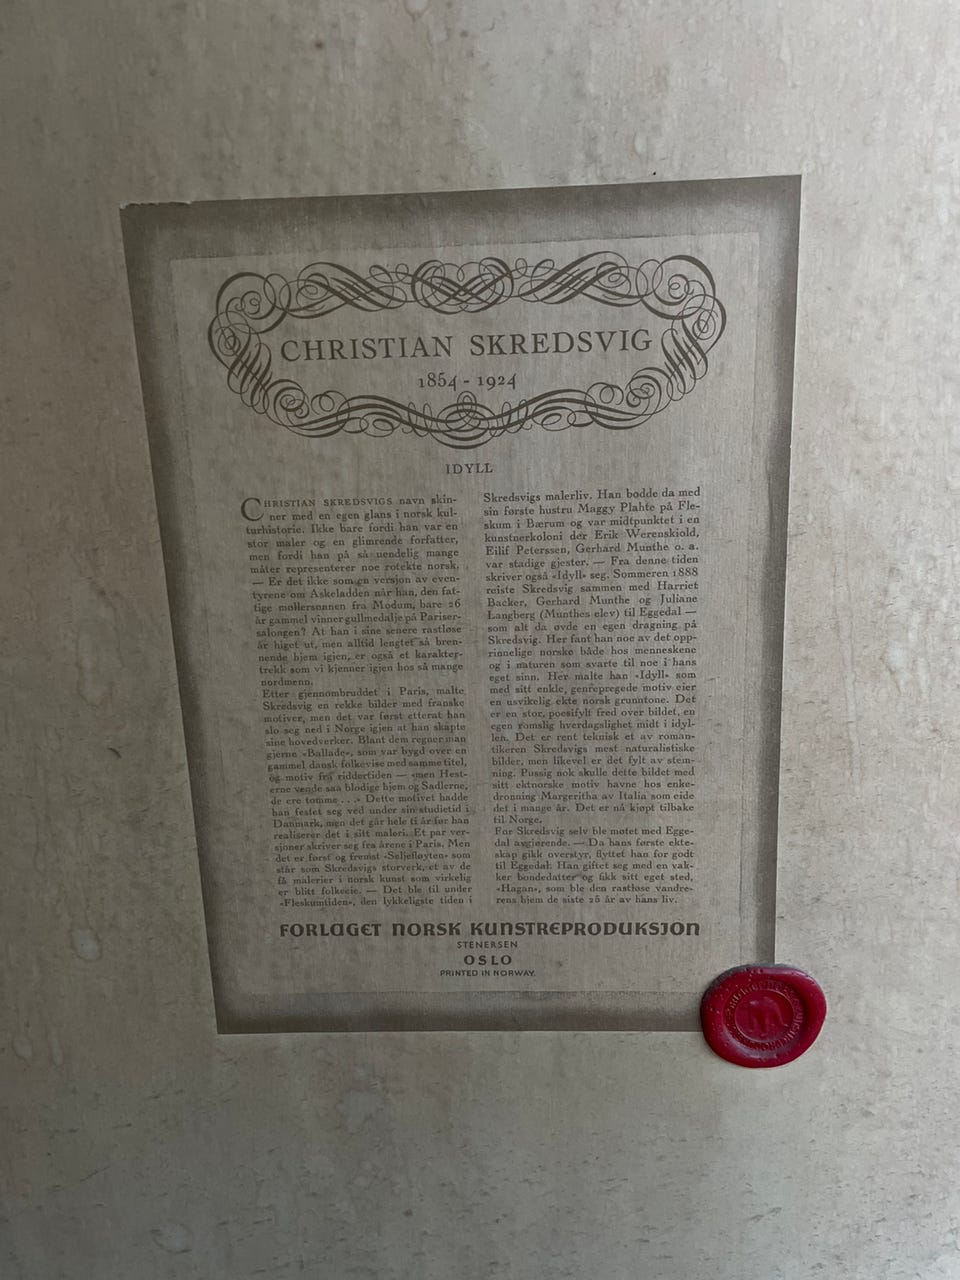 CHRISTIAN SKREDSVIG
1854 - 1924
IDYLL
CHRISTIAN SKREDSVIGS navn skin-
ner med en egen glans i norsk kul-
turhistorie. Ikke bare fordi han var en
stor maler og en glimrende forfatter,
men fordi han på så uendelig mange
måter representerer noe rotekte norsk.
— Er det ikke som en versjon av even-
tyrene om Askeladden når han, den fat-
tige møllersønnen fra Modum, bare 26
år gammel vinner gullmedalje på Pariser-
salongen? At han i sine senere rastløse
år higet ut, men alltid lengtet så bren-
nende hjem igjen, er også et karakter-
trekk som vi kjenner igjen hos så mange
nordmenn.
Etter gjennombruddet i Paris, malte
Skredsvig en rekke bilder med franske
motiver, men det var først etterat han
slo seg ned i Norge igjen at han skapte
sine hovedverker. Blant dem regner man
gjerne «Ballade», som var bygd over en
gammel dansk folkevise med samme titel,
og motiv fra riddertiden — «men Hest-
erne vende saa blodige hjem og Sadlerne,
de ere tomme . . .» Dette motivet hadde
han festet seg ved under sin studietid i
Danmark, men det går hele ti år før han
realiserer det i sitt maleri. Et par ver-
sjoner skriver seg fra årene i Paris. Men
det er først og fremst «Seljefløyten» som
står som Skredsvigs storverk, et av de
få malerier i norsk kunst som virkelig
er blitt folkeeie. — Det ble til under
«Fleskumtiden», den lykkeligste tiden i
Skredsvigs malerliv. Han bodde da med
sin første hustru Maggy Plahte på Fle-
skum i Bærum og var midtpunktet i en
kunstnerkoloni der Erik Werenskiold,
Eilif Peterssen, Gerhard Munthe o. a.
var stadige gjester. — Fra denne tiden
skriver også «Idyll» seg. Sommeren 1888
reiste Skredsvig sammen med Harriet
Backer, Gerhard Munthe og Juliane
Langberg (Munthes elev) til Eggedal —
som alt da øvde en egen dragning på
Skredsvig. Her fant han noe av det opp-
rinnelige norske både hos menneskene
og i naturen som svarte til noe i hans
eget sinn. Her malte han «Idyll» som
med sitt enkle, genrepregede motiv eier
en usvikelig ekte norsk grunntone. Det
er en stor, poesifylt fred over bildet, en
egen romslig hverdagslighet midt i idyl-
len. Det er rent teknisk et av roman-
tikeren Skredsvigs mest naturalistiske
bilder, men likevel er det fylt av stem-
ning. Pussig nok skulle dette bildet med
sitt ektnorske motiv havne hos enke-
dronning Margeritha av Italia som eide
det i mange år. Det er nå kjøpt tilbake
til Norge.
For Skredsvig selv ble møtet med Egge-
dal avgjørende. — Da hans første ekte-
skap gikk overstyr, flyttet han for godt
til Eggedal. Han giftet seg med en vak-
ker bondedatter og fikk sitt eget sted,
«Hagan», som ble den rastløse vandre-
rens hjem de siste 25 år av hans liv.
FORLAGET NORSK KUNSTREPRODUKSJON
STENERSEN
OSLO
PRINTED IN NORWAY.